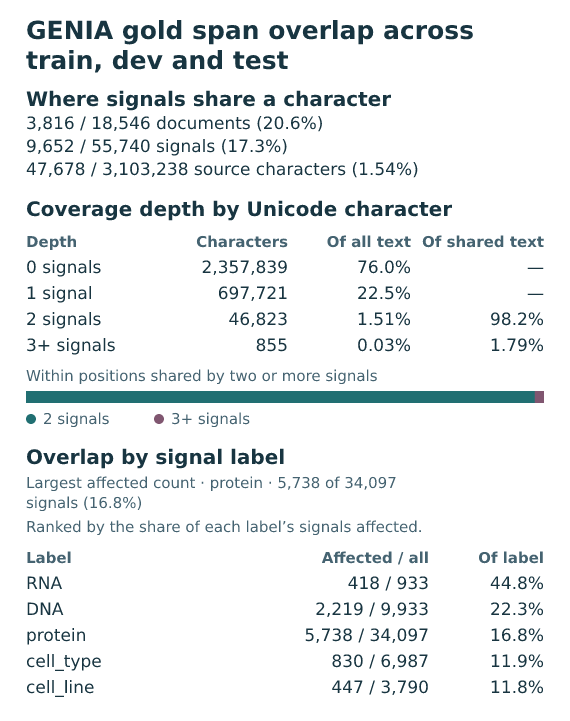 GENIA gold span overlap across
train, dev and test
Where signals share a character
3,816 / 18,546 documents (20.6%)
9,652 / 55,740 signals (17.3%)
47,678 / 3,103,238 source characters (1.54%)
Coverage depth by Unicode character
Depth Characters Of all text Of shared text
0 signals 2,357,839 76.0% —
1 signal 697,721 22.5% —
2 signals 46,823 1.51% 98.2%
3+ signals 855 0.03% 1.79%
Within positions shared by two or more signals
2 signals 3+ signals
Overlap by signal label
Largest affected count · protein · 5,738 of 34,097
signals (16.8%)
Ranked by the share of each label’s signals affected.
Label Affected / all Of label
RNA 418 / 933 44.8%
DNA 2,219 / 9,933 22.3%
protein 5,738 / 34,097 16.8%
cell_type 830 / 6,987 11.9%
cell_line 447 / 3,790 11.8%